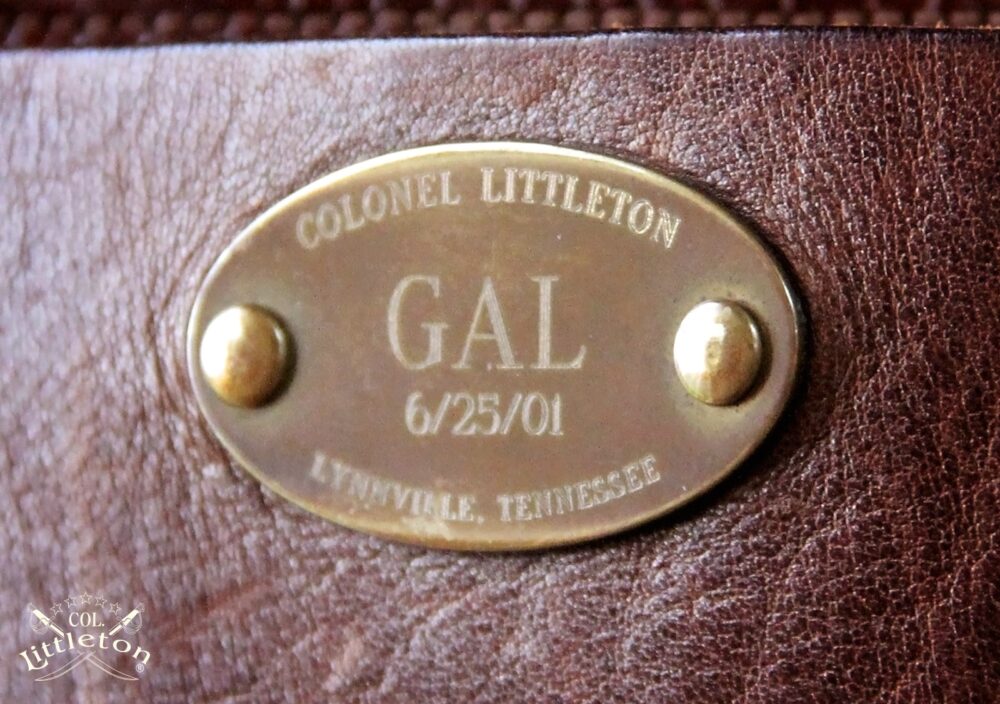 COLONEL LITTLETON
GAL
6/25/01
LYNNVILLE, TENNESSEE
COL.
Littleton
®